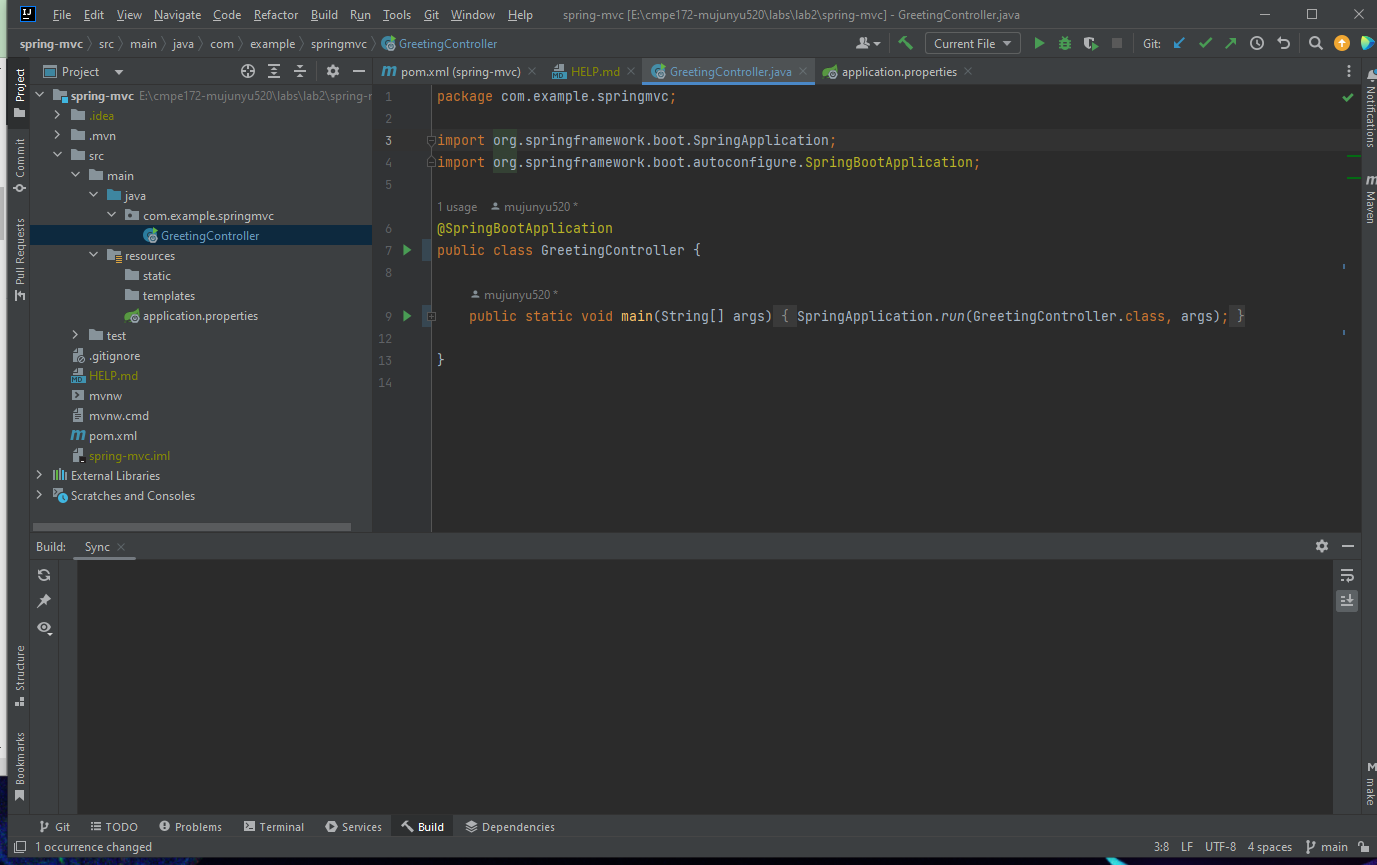 File Edit View Navigate Code Refactor Build Run Tools Git Window Help spring-mvc [E:\cmpe172-mujunyu520\labs\lab2\spring-mvc] - GreetingController.java
spring-mvc src main java com example springmvc GreetingController Current File Git:
Project
pom.xml (spring-mvc) HELP.md GreetingController.java application.properties
Project
Commit
Pull Requests
Structure
Bookmarks
spring-mvc E:\cmpe172-mujunyu520\labs\lab2\spring-r
.idea
.mvn
src
main
java
com.example.springmvc
GreetingController
resources
static
templates
application.properties
test
.gitignore
HELP.md
mvnw
mvnw.cmd
pom.xml
spring-mvc.iml
External Libraries
Scratches and Consoles
1 package com.example.springmvc;
2
3 import org.springframework.boot.SpringApplication;
4 import org.springframework.boot.autoconfigure.SpringBootApplication;
5
1 usage mujunyu520 *
6 @SpringBootApplication
7 public class GreetingController {
8
mujunyu520 *
9 public static void main(String[] args) { SpringApplication.run(GreetingController.class, args); }
12
13 }
14
Notifications
Maven
make
Build: Sync
Git TODO Problems Terminal Services Build Dependencies
1 occurrence changed 3:8 LF UTF-8 4 spaces main